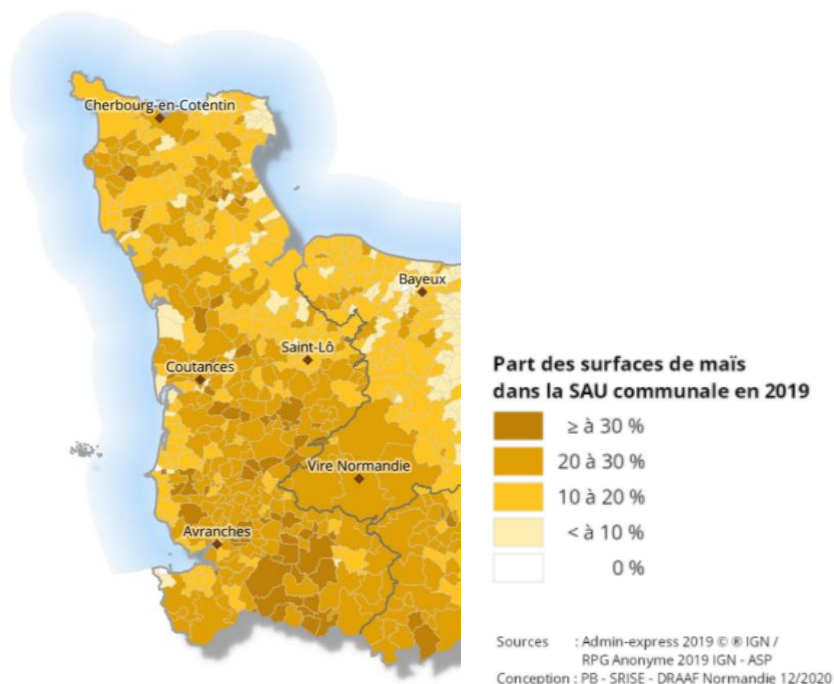 Cherbourg-en-Cotentin
Bayeux
Saint-Lô
Coutances
Vire Normandie
Avranches
Part des surfaces de maïs
dans la SAU communale en 2019
≥ à 30 %
20 à 30 %
10 à 20 %
< à 10 %
0 %
Sources : Admin-express 2019 © ® IGN /
RPG Anonyme 2019 IGN - ASP
Conception : PB - SRISE - DRAAF Normandie 12/2020